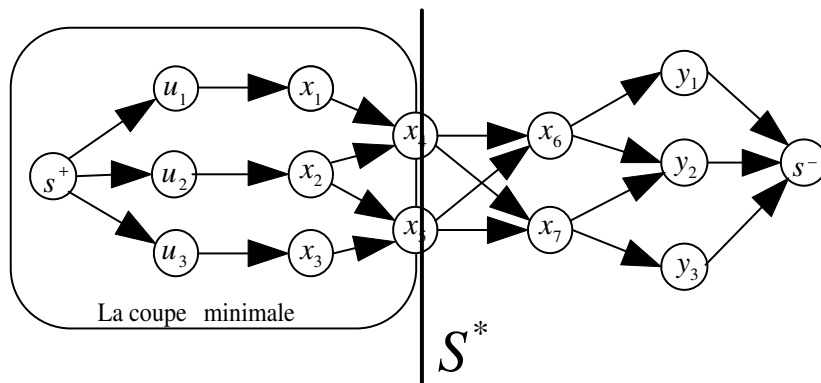 u₁ x₁ y₁
x₄ x₆
s⁺ u₂ x₂ y₂ s⁻
x₅ x₇
u₃ x₃ y₃
La coupe minimale
S*